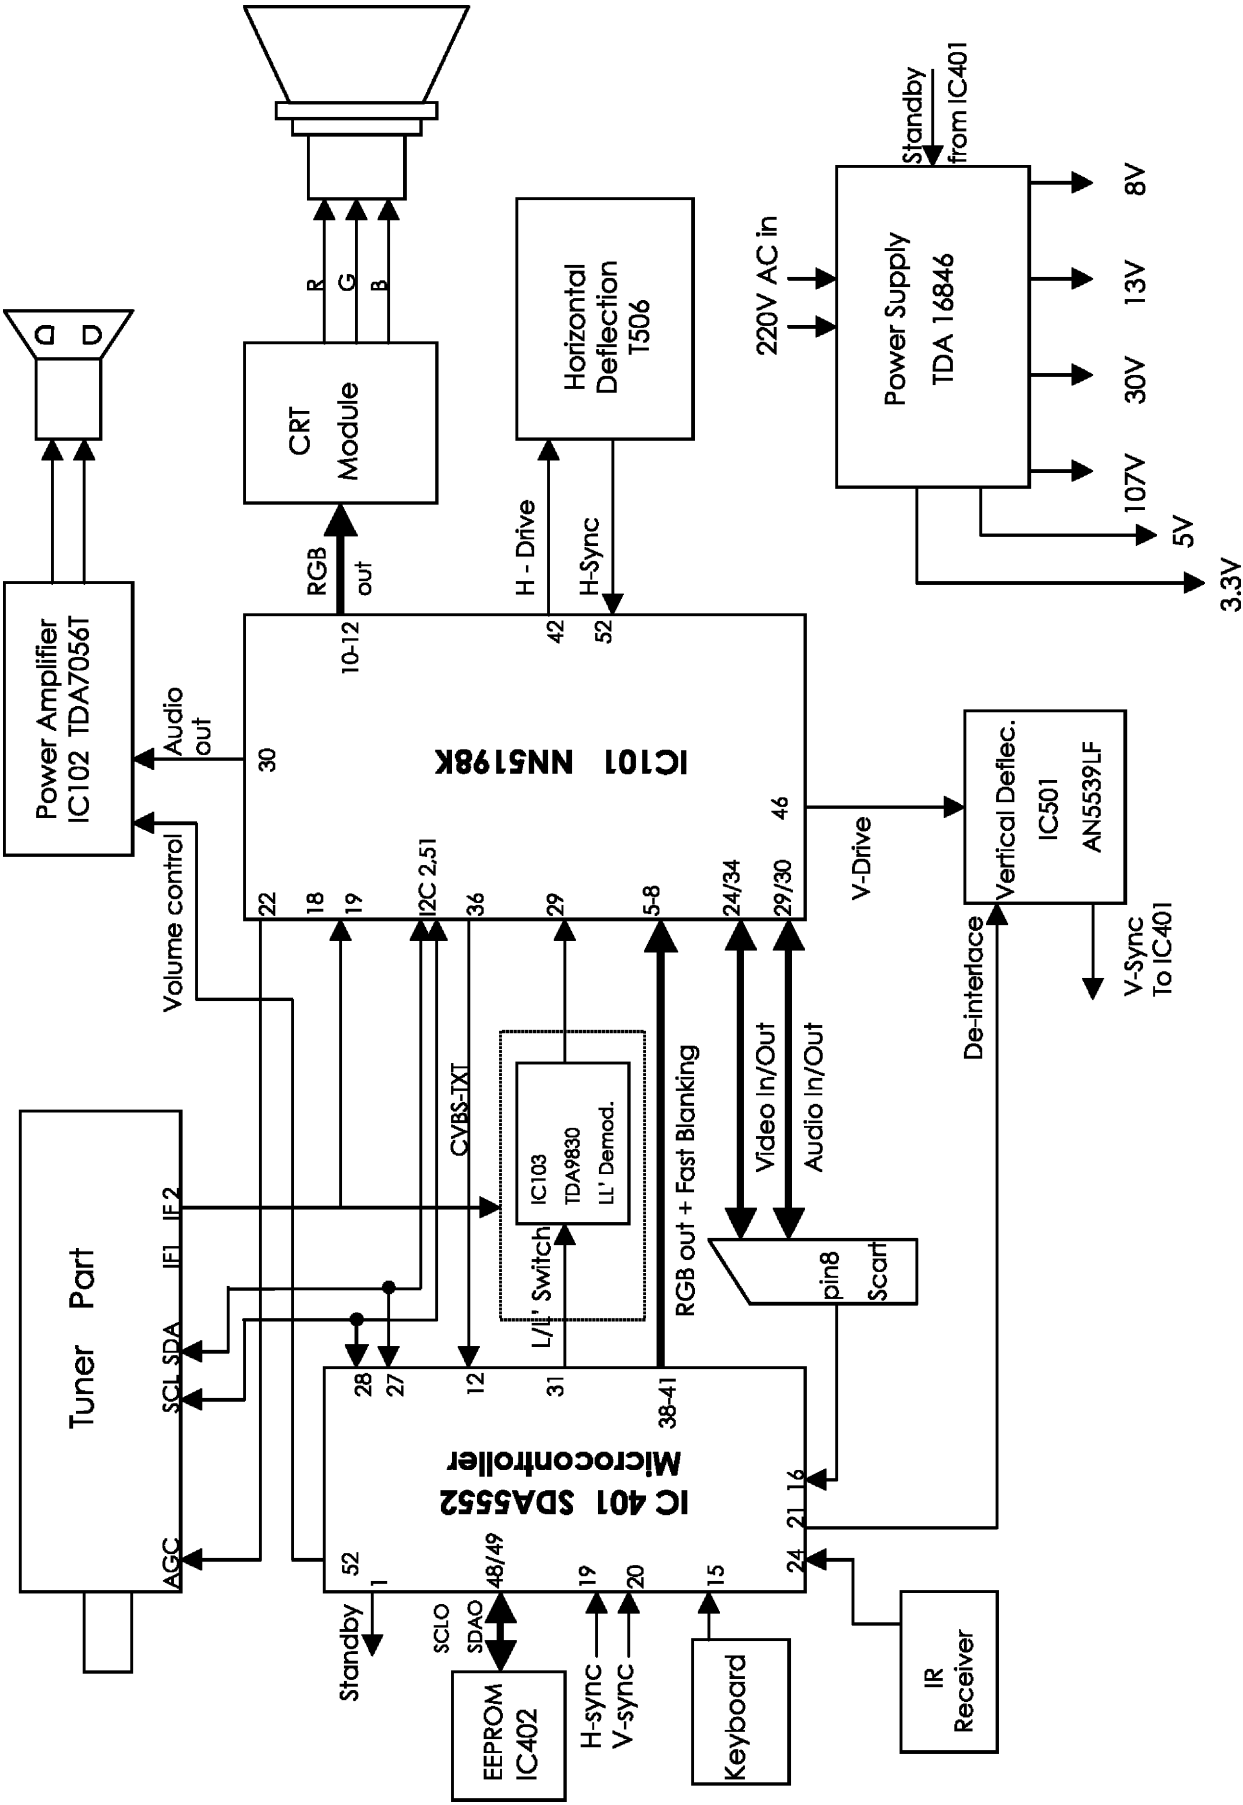 Tuner Part
AGC
SCL
SDA
IF1
IF2
Volume control
Audio
out
Power Amplifier
IC102 TDA7056T
RGB
out
CRT
Module
R
G
B
22
18
19
I2C 2,51
36
29
5-8
24/34
29/30
30
10-12
42
52
46
IC101 NN5198K
H - Drive
H-Sync
Horizontal
Deflection
T506
CVBS-TXT
IC103
TDA9830
LL' Demod.
L/L' Switch
RGB out + Fast Blanking
Video In/Out
Audio In/Out
pin8
Scart
52
1
48/49
19
20
15
28
27
12
31
38-41
24
21
16
IC 401 SDA5552
Microcontroller
Standby
SCLO
SDAO
EEPROM
IC402
H-sync
V-sync
Keyboard
IR
Receiver
De-interlace
V-Drive
Vertical Deflec.
IC501
AN5539LF
V-Sync
To IC401
220V AC in
Power Supply
TDA 16846
Standby
from IC401
3.3V
5V
107V
30V
13V
8V